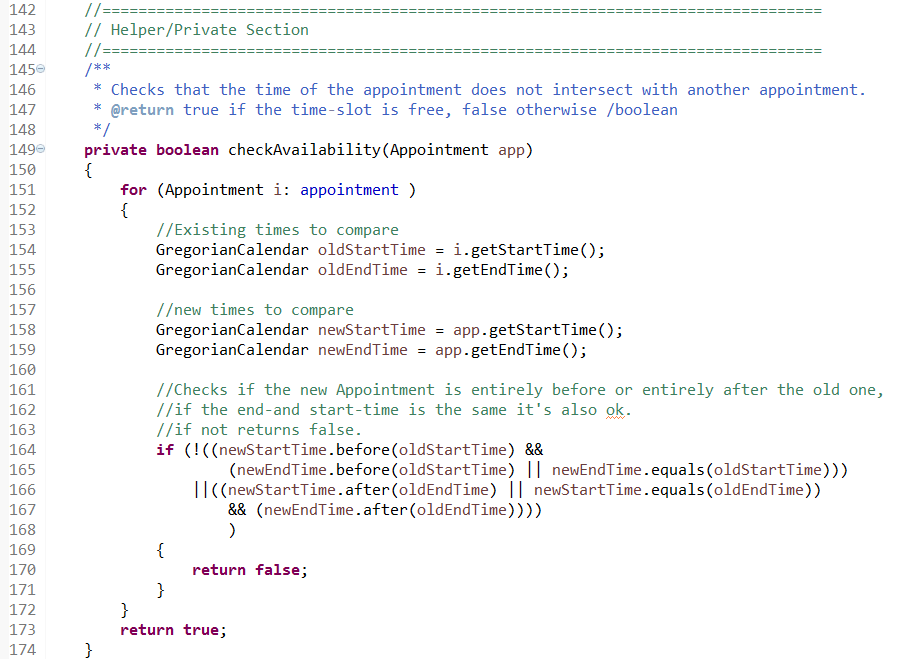 142 //================================================================================
143 // Helper/Private Section
144 //================================================================================
145 /**
146 * Checks that the time of the appointment does not intersect with another appointment.
147 * @return true if the time-slot is free, false otherwise /boolean
148 */
149 private boolean checkAvailability(Appointment app)
150 {
151 for (Appointment i: appointment )
152 {
153 //Existing times to compare
154 GregorianCalendar oldStartTime = i.getStartTime();
155 GregorianCalendar oldEndTime = i.getEndTime();
156
157 //new times to compare
158 GregorianCalendar newStartTime = app.getStartTime();
159 GregorianCalendar newEndTime = app.getEndTime();
160
161 //Checks if the new Appointment is entirely before or entirely after the old one,
162 //if the end-and start-time is the same it's also ok.
163 //if not returns false.
164 if (!((newStartTime.before(oldStartTime) &&
165 (newEndTime.before(oldStartTime) || newEndTime.equals(oldStartTime)))
166 ||((newStartTime.after(oldEndTime) || newStartTime.equals(oldEndTime))
167 && (newEndTime.after(oldEndTime))))
168 )
169 {
170 return false;
171 }
172 }
173 return true;
174 }